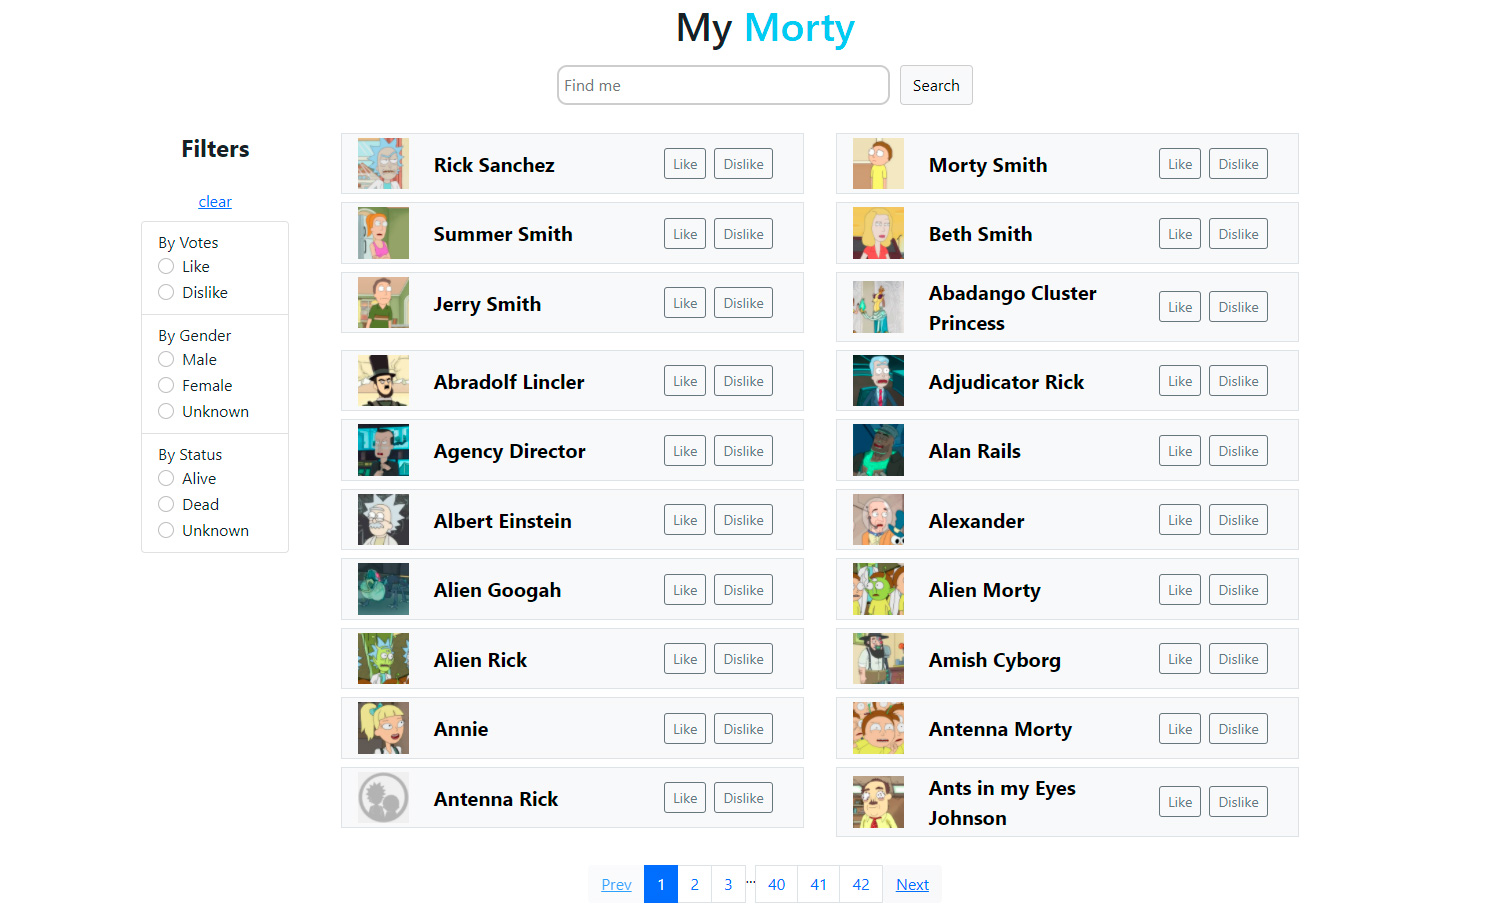 My Morty
Find me Search
Filters
clear
By Votes
Like
Dislike
By Gender
Male
Female
Unknown
By Status
Alive
Dead
Unknown
Rick Sanchez Like Dislike
Morty Smith Like Dislike
Summer Smith Like Dislike
Beth Smith Like Dislike
Jerry Smith Like Dislike
Abadango Cluster
Princess Like Dislike
Abradolf Lincler Like Dislike
Adjudicator Rick Like Dislike
Agency Director Like Dislike
Alan Rails Like Dislike
Albert Einstein Like Dislike
Alexander Like Dislike
Alien Googah Like Dislike
Alien Morty Like Dislike
Alien Rick Like Dislike
Amish Cyborg Like Dislike
Annie Like Dislike
Antenna Morty Like Dislike
Antenna Rick Like Dislike
Ants in my Eyes
Johnson Like Dislike
Prev 1 2 3 ... 40 41 42 Next